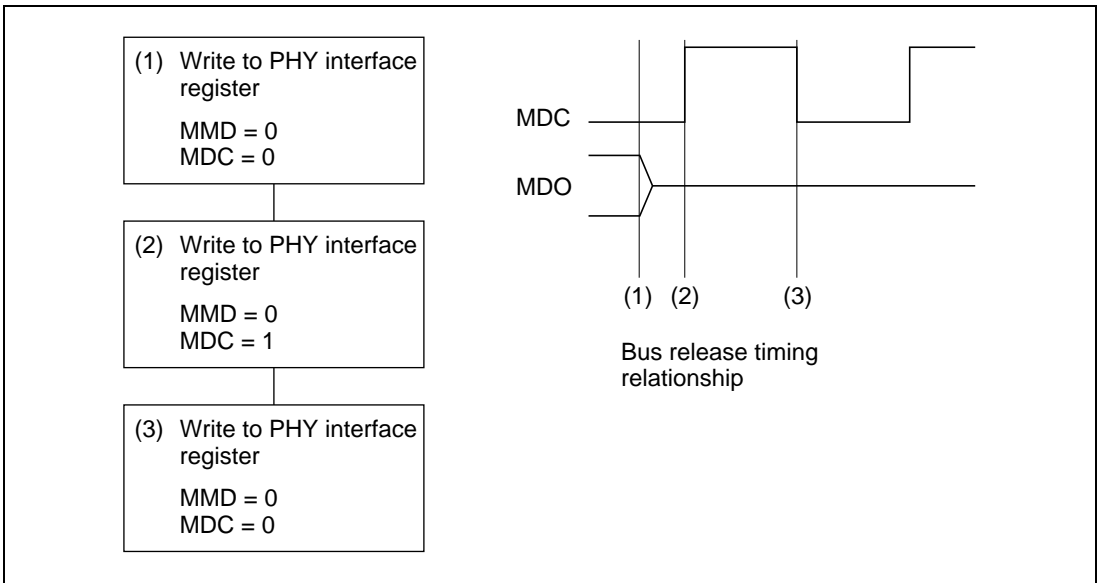 (1) Write to PHY interface
register
MMD = 0
MDC = 0
(2) Write to PHY interface
register
MMD = 0
MDC = 1
(3) Write to PHY interface
register
MMD = 0
MDC = 0
MDC
MDO
(1) (2) (3)
Bus release timing
relationship